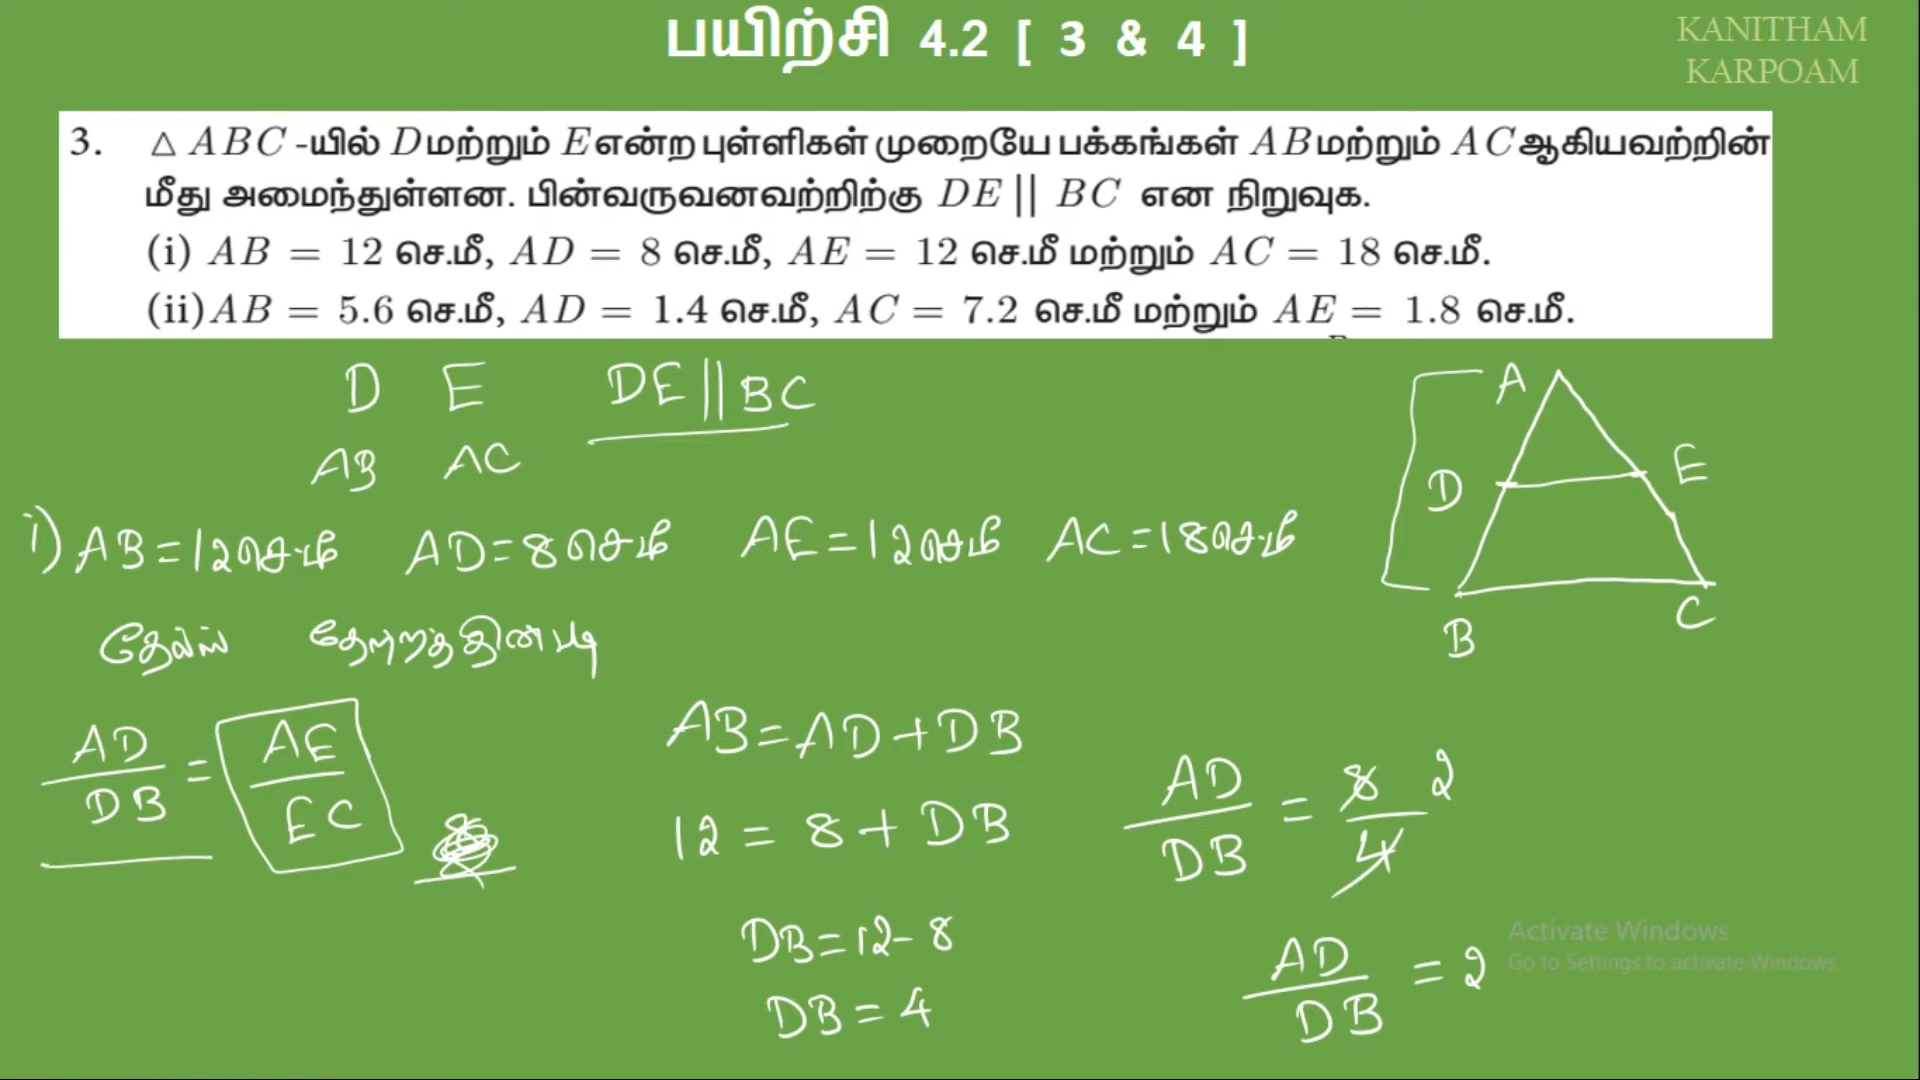 பயிற்சி 4.2 [ 3 & 4 ]
KANITHAM
KARPOAM
3. △ ABC -யில் D மற்றும் E என்ற புள்ளிகள் முறையே பக்கங்கள் AB மற்றும் AC ஆகியவற்றின்
மீது அமைந்துள்ளன. பின்வருவனவற்றிற்கு DE || BC என நிறுவுக.
(i) AB = 12 செ.மீ, AD = 8 செ.மீ, AE = 12 செ.மீ மற்றும் AC = 18 செ.மீ.
(ii) AB = 5.6 செ.மீ, AD = 1.4 செ.மீ, AC = 7.2 செ.மீ மற்றும் AE = 1.8 செ.மீ.
D E DE || BC
AB AC
i) AB = 12 செ.மீ AD = 8 செ.மீ AE = 12 செ.மீ AC = 18 செ.மீ
தேல்ஸ் தேற்றத்தின்படி
AD/DB = AE/EC
AB = AD + DB
12 = 8 + DB
DB = 12 - 8
DB = 4
AD/DB = 8/4 2
AD/DB = 2
A
D E
B C
Activate Windows
Go to Settings to activate Windows.